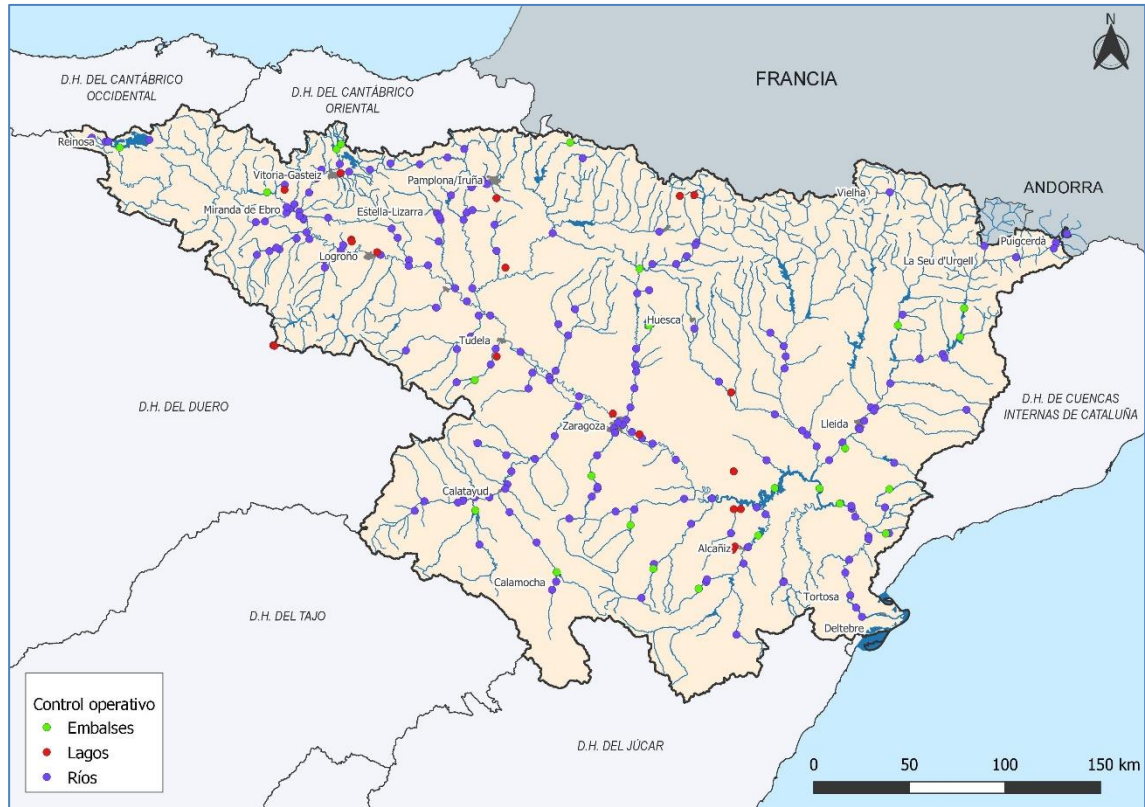 N
FRANCIA
D.H. DEL CANTÁBRICO
OCCIDENTAL
D.H. DEL CANTÁBRICO
ORIENTAL
Reinosa
Vitoria-Gasteiz
Pamplona/Iruña
Vielha
ANDORRA
Miranda de Ebro
Estella-Lizarra
Puigcerdà
Logroño
La Seu d'Urgell
Huesca
Tudela
D.H. DEL DUERO
D.H. DE CUENCAS
INTERNAS DE CATALUÑA
Zaragoza
Lleida
Calatayud
Alcañiz
Calamocha
Tortosa
D.H. DEL TAJO
Deltebre
D.H. DEL JÚCAR
Control operativo
Embalses
Lagos
Ríos
0 50 100 150 km